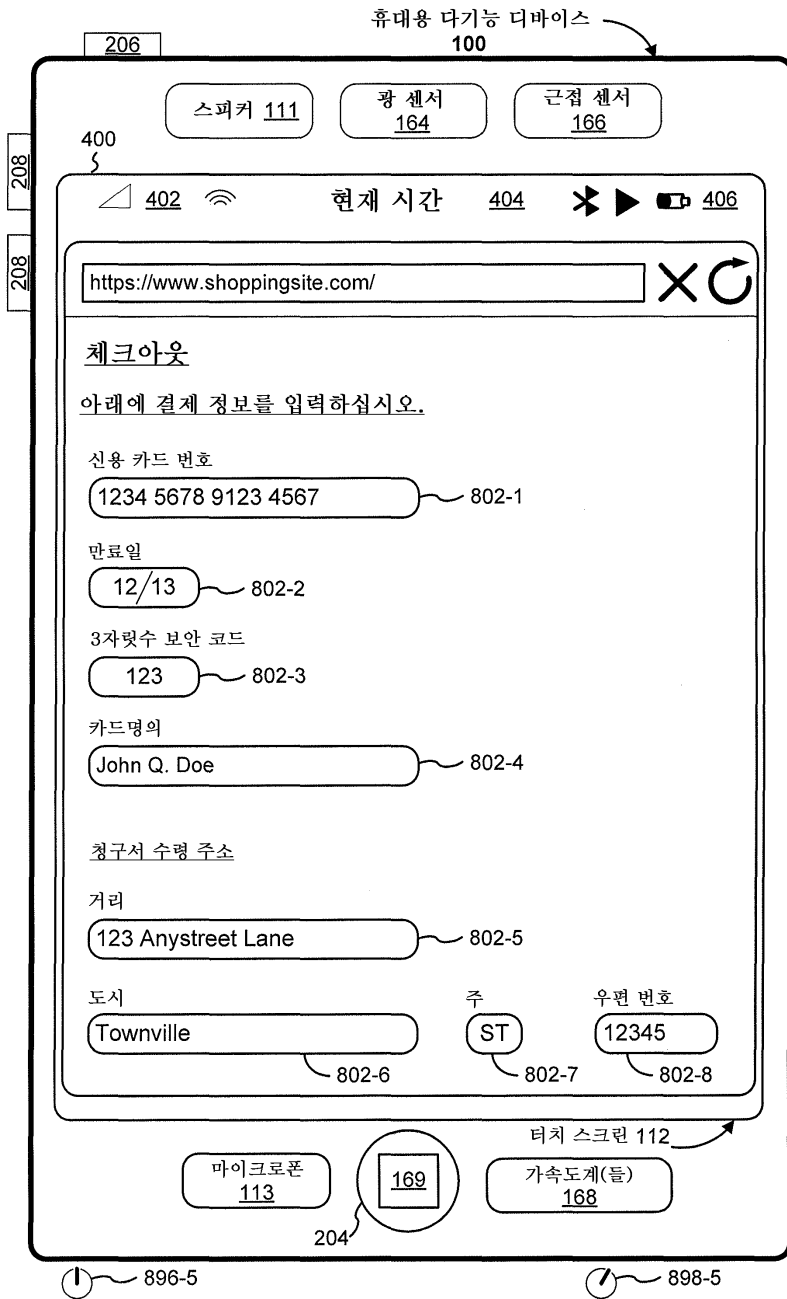 휴대용 다기능 디바이스
100
206
스피커 111
광 센서
164
근접 센서
166
208
208
400
402
현재 시간
404
406
https://www.shoppingsite.com/
체크아웃
아래에 결제 정보를 입력하십시오.
신용 카드 번호
1234 5678 9123 4567
802-1
만료일
12/13
802-2
3자릿수 보안 코드
123
802-3
카드명의
John Q. Doe
802-4
청구서 수령 주소
거리
123 Anystreet Lane
802-5
도시
주
우편 번호
Townville
ST
12345
802-6
802-7
802-8
터치 스크린 112
마이크로폰
113
169
가속도계(들)
168
204
896-5
898-5